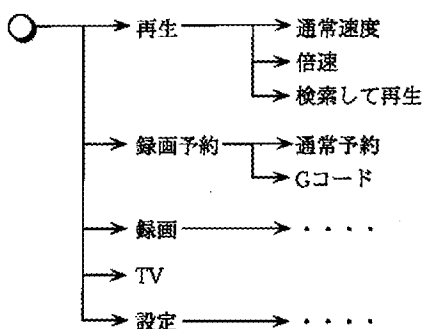 再生
通常速度
倍速
検索して再生
録画予約
通常予約
Gコード
録画
・・・・
TV
設定
・・・・